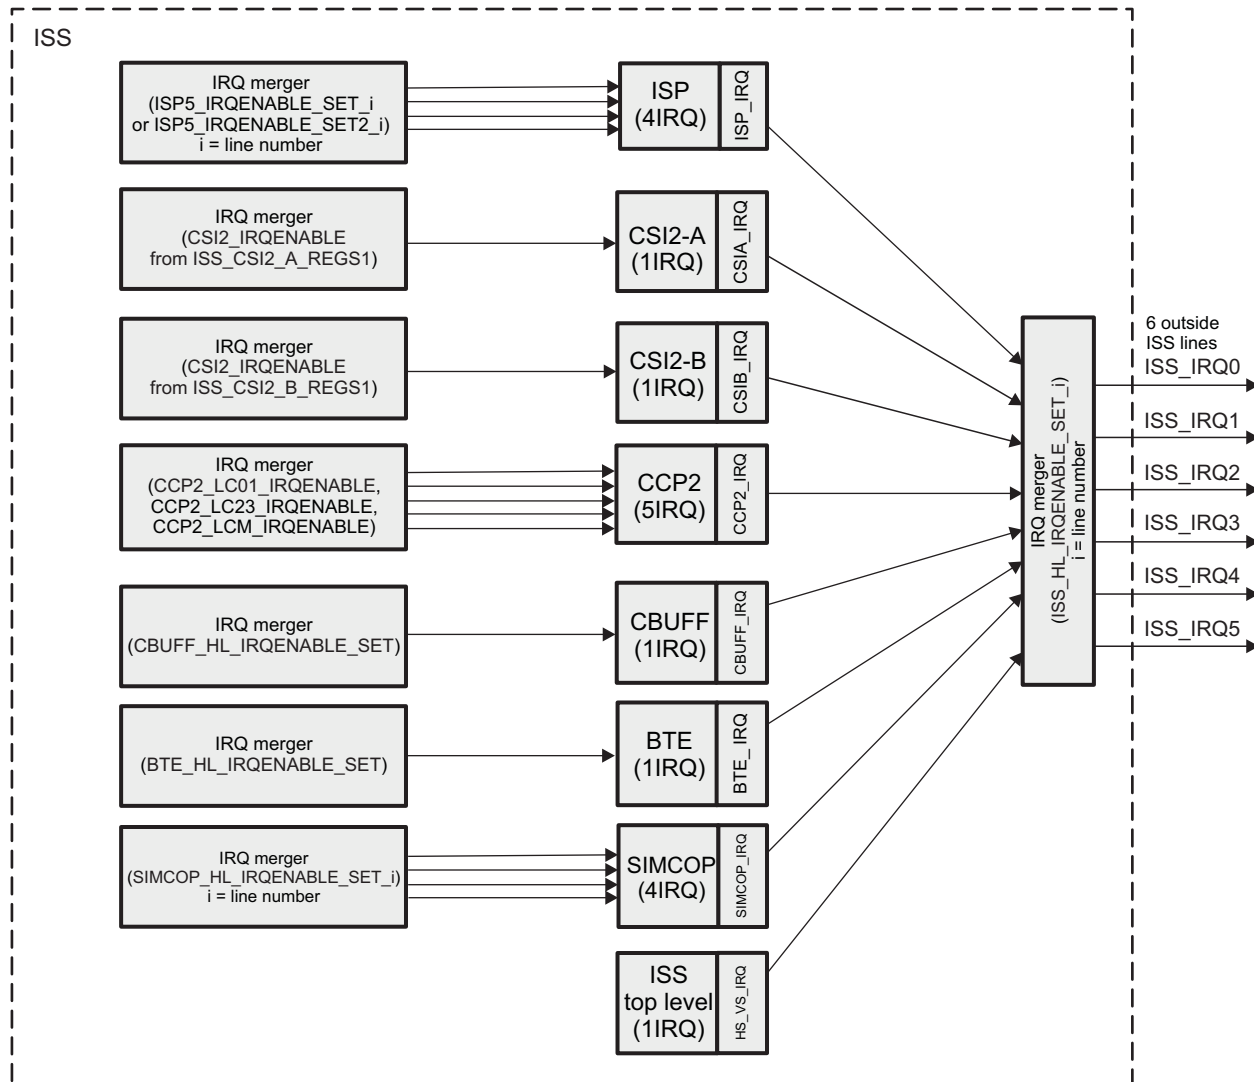 ISS
IRQ merger
(ISP5_IRQENABLE_SET_i
or ISP5_IRQENABLE_SET2_i)
i = line number
ISP
(4IRQ)
ISP_IRQ
IRQ merger
(CSI2_IRQENABLE
from ISS_CSI2_A_REGS1)
CSI2-A
(1IRQ)
CSIA_IRQ
IRQ merger
(CSI2_IRQENABLE
from ISS_CSI2_B_REGS1)
CSI2-B
(1IRQ)
CSIB_IRQ
IRQ merger
(CCP2_LC01_IRQENABLE,
CCP2_LC23_IRQENABLE,
CCP2_LCM_IRQENABLE)
CCP2
(5IRQ)
CCP2_IRQ
IRQ merger
(CBUFF_HL_IRQENABLE_SET)
CBUFF
(1IRQ)
CBUFF_IRQ
IRQ merger
(BTE_HL_IRQENABLE_SET)
BTE
(1IRQ)
BTE_IRQ
IRQ merger
(SIMCOP_HL_IRQENABLE_SET_i)
i = line number
SIMCOP
(4IRQ)
SIMCOP_IRQ
ISS
top level
(1IRQ)
HS_VS_IRQ
IRQ merger
(ISS_HL_IRQENABLE_SET_i)
i = line number
6 outside
ISS lines
ISS_IRQ0
ISS_IRQ1
ISS_IRQ2
ISS_IRQ3
ISS_IRQ4
ISS_IRQ5